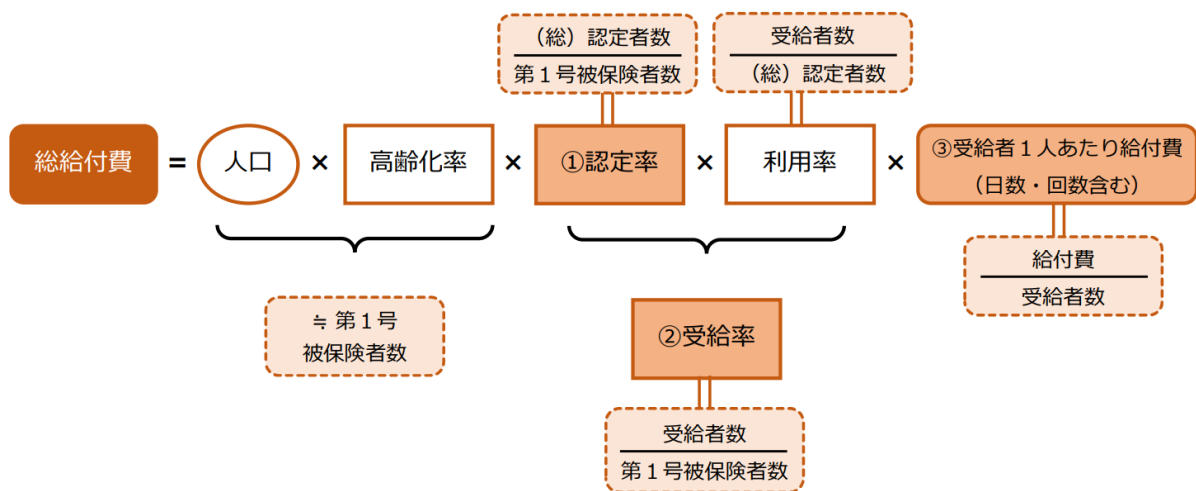 （総）認定者数
第１号被保険者数
受給者数
（総）認定者数
総給付費 = 人口 × 高齢化率 × ①認定率 × 利用率 × ③受給者１人あたり給付費
（日数・回数含む）
給付費
受給者数
≒ 第１号
被保険者数
②受給率
受給者数
第１号被保険者数